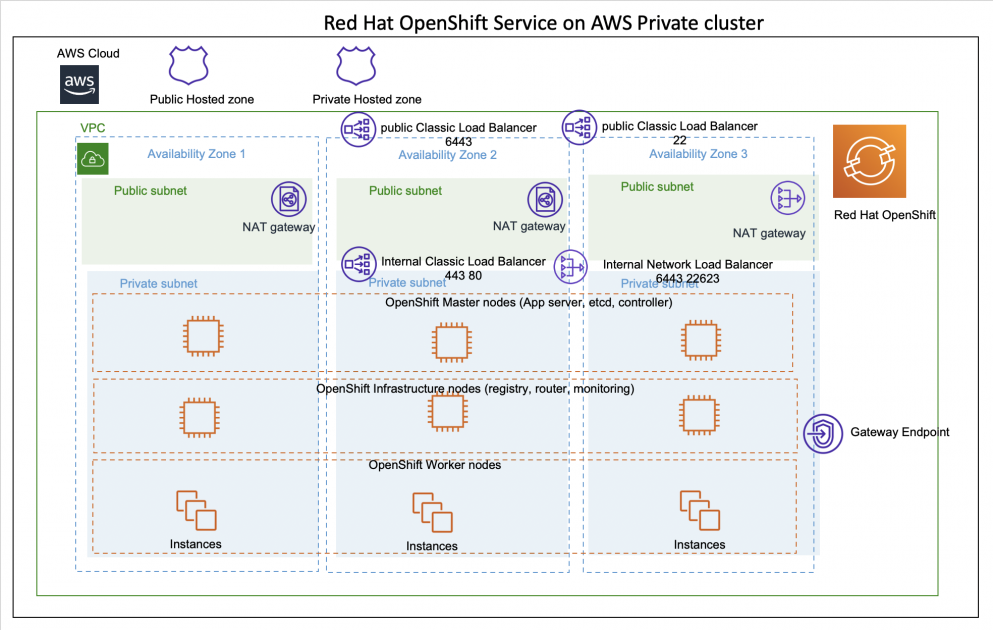 Red Hat OpenShift Service on AWS Private cluster
AWS Cloud
aws
Public Hosted zone
Private Hosted zone
VPC
public Classic Load Balancer
6443
public Classic Load Balancer
22
Availability Zone 1
Availability Zone 2
Availability Zone 3
Public subnet
Public subnet
Public subnet
Red Hat OpenShift
NAT gateway
NAT gateway
NAT gateway
Internal Classic Load Balancer
443 80
Internal Network Load Balancer
6443 22623
Private subnet
Private subnet
Private subnet
OpenShift Master nodes (App server, etcd, controller)
OpenShift Infrastructure nodes (registry, router, monitoring)
Gateway Endpoint
OpenShift Worker nodes
Instances
Instances
Instances